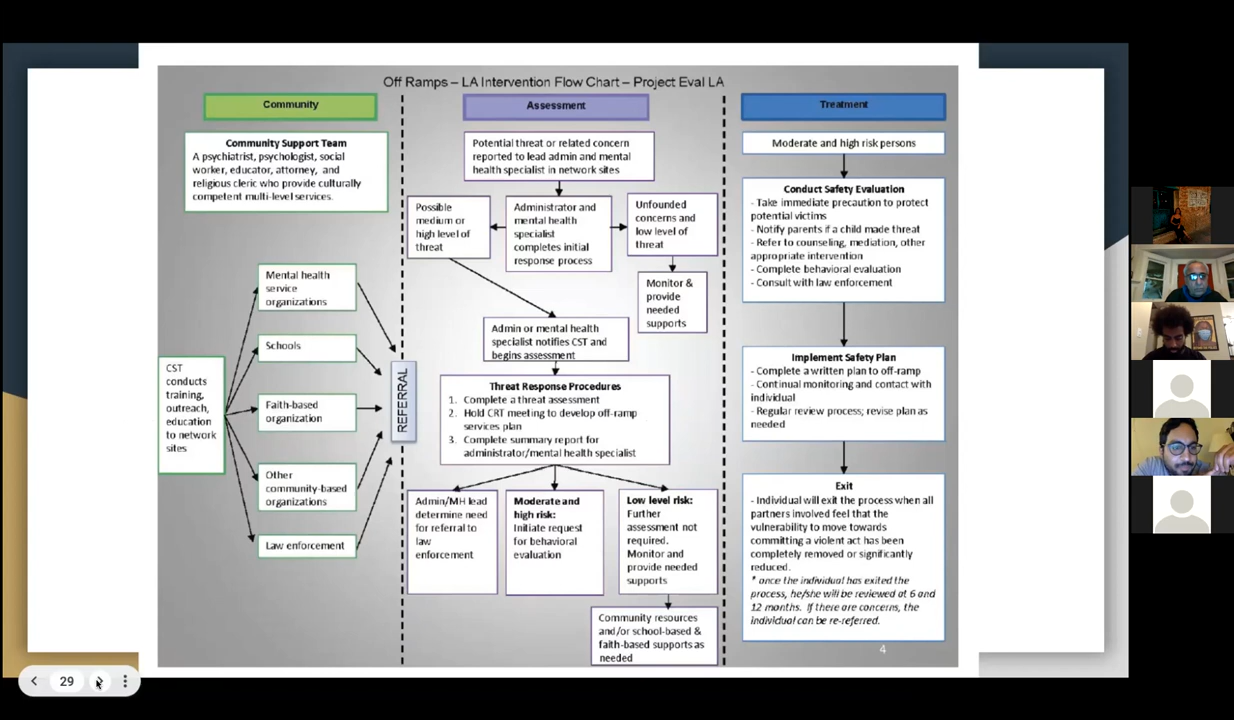 Off Ramps – LA Intervention Flow Chart – Project Eval LA
Community
Community Support Team
A psychiatrist, psychologist, social
worker, educator, attorney, and
religious cleric who provide culturally
competent multi-level services.
CST
conducts
training,
outreach,
education
to network
sites
Mental health
service
organizations
Schools
Faith-based
organization
Other
community-based
organizations
Law enforcement
REFERRAL
Assessment
Potential threat or related concern
reported to lead admin and mental
health specialist in network sites
Possible
medium or
high level of
threat
Administrator and
mental health
specialist
completes initial
response process
Unfounded
concerns and
low level of
threat
Monitor &
provide
needed
supports
Admin or mental health
specialist notifies CST and
begins assessment
Threat Response Procedures
1. Complete a threat assessment
2. Hold CRT meeting to develop off-ramp
services plan
3. Complete summary report for
administrator/mental health specialist
Admin/MH lead
determine need
for referral to
law
enforcement
Moderate and
high risk:
Initiate request
for behavioral
evaluation
Low level risk:
Further
assessment not
required.
Monitor and
provide needed
supports
Community resources
and/or school-based &
faith-based supports as
needed
Treatment
Moderate and high risk persons
Conduct Safety Evaluation
- Take immediate precaution to protect
potential victims
- Notify parents if a child made threat
- Refer to counseling, mediation, other
appropriate intervention
- Complete behavioral evaluation
- Consult with law enforcement
Implement Safety Plan
- Complete a written plan to off-ramp
- Continual monitoring and contact with
individual
- Regular review process; revise plan as
needed
Exit
- Individual will exit the process when all
partners involved feel that the
vulnerability to move towards
committing a violent act has been
completely removed or significantly
reduced.
* once the individual has exited the
process, he/she will be reviewed at 6 and
12 months. If there are concerns, the
individual can be re-referred.
4
29